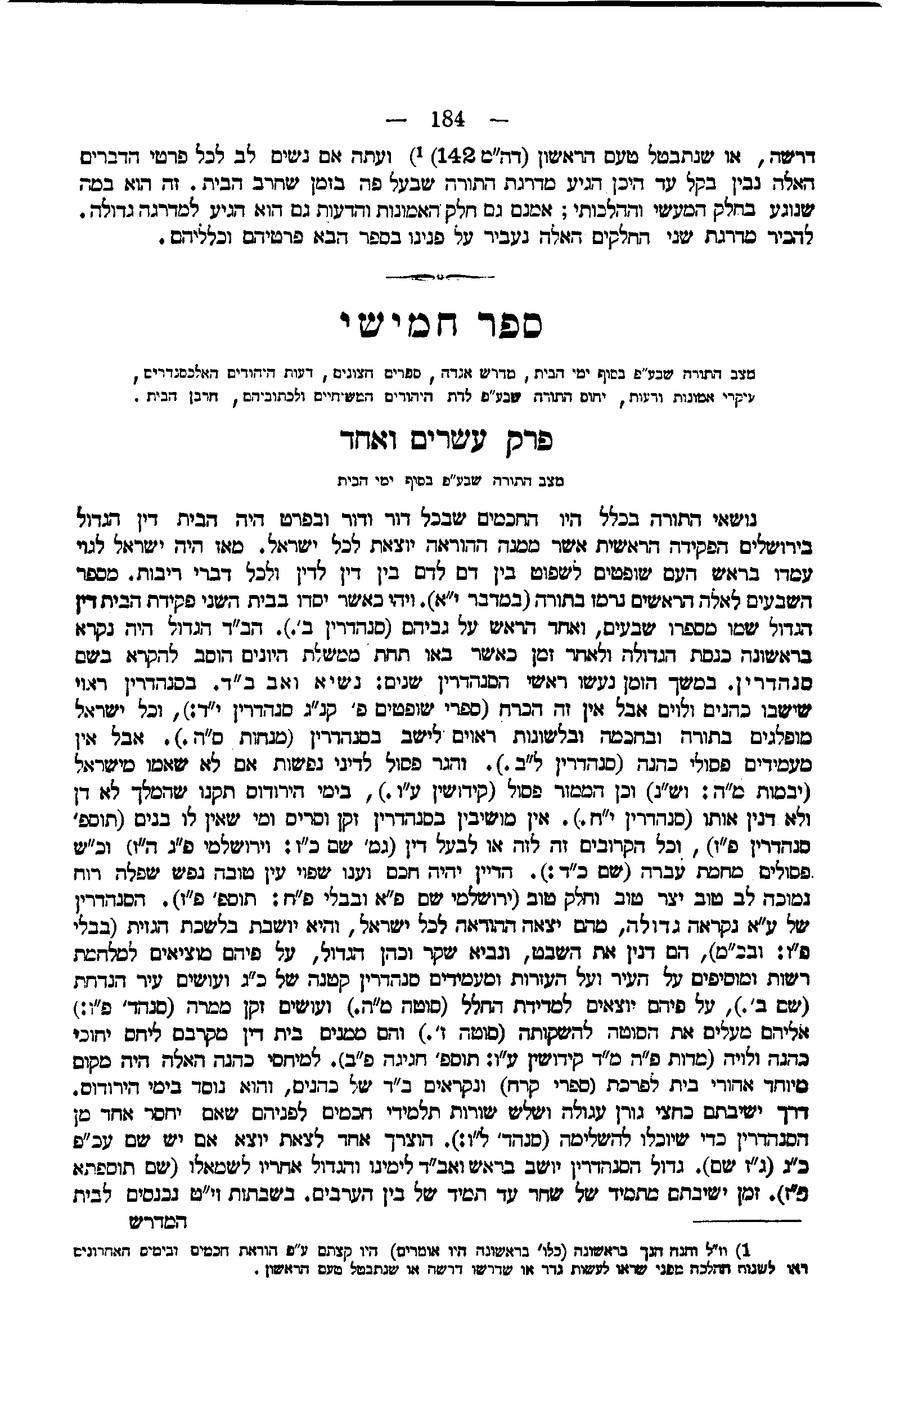 — 184 —
דרשה, או שנתבטל טעם הראשון (דה"מ 142) ¹) ועתה אם נשים לב לכל פרטי הדברים
האלה נבין בקל עד היכן הגיע מדרגת התורה שבעל פה בזמן שחרב הבית. זה הוא במה
שנוגע בחלק המעשי וההלכותי; אמנם גם חלק האמונות והדעות גם הוא הגיע למדרגה גדולה.
להכיר מדרגת שני החלקים האלה נעביר על פנינו בספר הבא פרטיהם וכלליהם.
ספר חמישי
מצב התורה שבע"פ בסוף ימי הבית, מדרש אגדה, ספרים חצונים, דעות היהודים האלכסנדרים,
עיקרי אמונות ודעות, יחוס התורה שבע"פ לדת היהודים המשיחיים ולכתוביהם, חרבן הבית.
פרק עשרים ואחד
מצב התורה שבע"פ בסוף ימי הבית
נושאי התורה בכלל היו החכמים שבכל דור ודור ובפרט היה הבית דין הגדול
בירושלים הפקידה הראשית אשר ממנה ההוראה יוצאת לכל ישראל. מאז היה ישראל לגוי
עמדו בראש העם שופטים לשפוט בין דם לדם בין דין לדין ולכל דברי ריבות. מספר
השבעים לאלה הראשים נרמז בתורה (במדבר י"א). ויהי כאשר יסדו בבית השני פקידת הבית דין
הגדול שמו מספרו שבעים, ואחד הראש על גביהם (סנהדרין ב'.). הב"ד הגדול היה נקרא
בראשונה כנסת הגדולה ולאחר זמן כאשר באו תחת ממשלת היונים הוסב להקרא בשם
סנהדרין. במשך הזמן נעשו ראשי הסנהדרין שנים: נשיא ואב ב"ד. בסנהדרין ראוי
שישבו כהנים ולוים אבל אין זה הכרח (ספרי שופטים פ' קנ"ג סנהדרין י"ד:), וכל ישראל
מופלגים בתורה ובחכמה ובלשונות ראוים לישב בסנהדרין (מנחות ס"ה.). אבל אין
מעמידים פסולי כהנה (סנהדרין ל"ב.). והגר פסול לדיני נפשות אם לא שאמו מישראל
(יבמות מ"ה: וש"נ) וכן הממזר פסול (קידושין ע"ו.), בימי הירודוס תקנו שהמלך לא דן
ולא דנין אותו (סנהדרין י"ח.). אין מושיבין בסנהדרין זקן וסריס ומי שאין לו בנים (תוספ'
סנהדרין פ"ז), וכל הקרובים זה לזה או לבעל דין (גמ' שם כ"ז: וירושלמי פ"ג ה"ז) וכ"ש
פסולים מחמת עברה (שם כ"ד:). הדיין יהיה חכם וענו שפוי עין טובה נפש שפלה רוח
נמוכה לב טוב יצר טוב וחלק טוב (ירושלמי שם פ"א ובבלי פ"ח: תוספ' פ"ז). הסנהדרין
של ע"א נקראה גדולה, מהם יצאה ההוראה לכל ישראל, והיא יושבת בלשכת הגזית (בבלי
פ"ו: ובכ"מ), הם דנין את השבט, ונביא שקר וכהן הגדול, על פיהם מוציאים למלחמת
רשות ומוסיפים על העיר ועל העזרות ומעמידים סנהדרין קטנה של כ"ג ועושים עיר הנדחת
(שם ב'.), על פיהם יוצאים למדידת החלל (סוטה מ"ה.) ועושים זקן ממרה (סנהד' פ"ו:)
אליהם מעלים את הסוטה להשקותה (סוטה ז'.) והם ממנים בית דין מקרבם ליחס יחוסי
כהנה ולויה (מדות פ"ה מ"ד קידושין ע"ו: תוספ' חגיגה פ"ב). למיחסי כהנה האלה היה מקום
מיוחד אחורי בית לפרכת (ספרי קרח) ונקראים ב"ד של כהנים, והוא נוסד בימי הירודוס.
דרך ישיבתם כחצי גורן עגולה ושלש שורות תלמידי חכמים לפניהם שאם יחסר אחד מן
הסנהדרין כדי שיוכלו להשלימה (סנהד' ל"ו:). הוצרך אחד לצאת יוצא אם יש שם עכ"פ
כ"ג (ג"ז שם). גדול הסנהדרין יושב בראש ואב"ד לימינו והגדול אחריו לשמאלו (שם תוספתא
פ"ז). זמן ישיבתם מתמיד של שחר עד תמיד של בין הערבים. בשבתות וי"ט נכנסים לבית
המדרש
1) וז"ל והנה הנך בראשונה (כלו' בראשונה היו אומרים) היו קצתם ע"פ הוראת חכמים ובימים האחרונים
ראו לשנות ההלכה מפני שראו לעשות גדר או שדרשו דרשה או שנתבטל טעם הראשון.